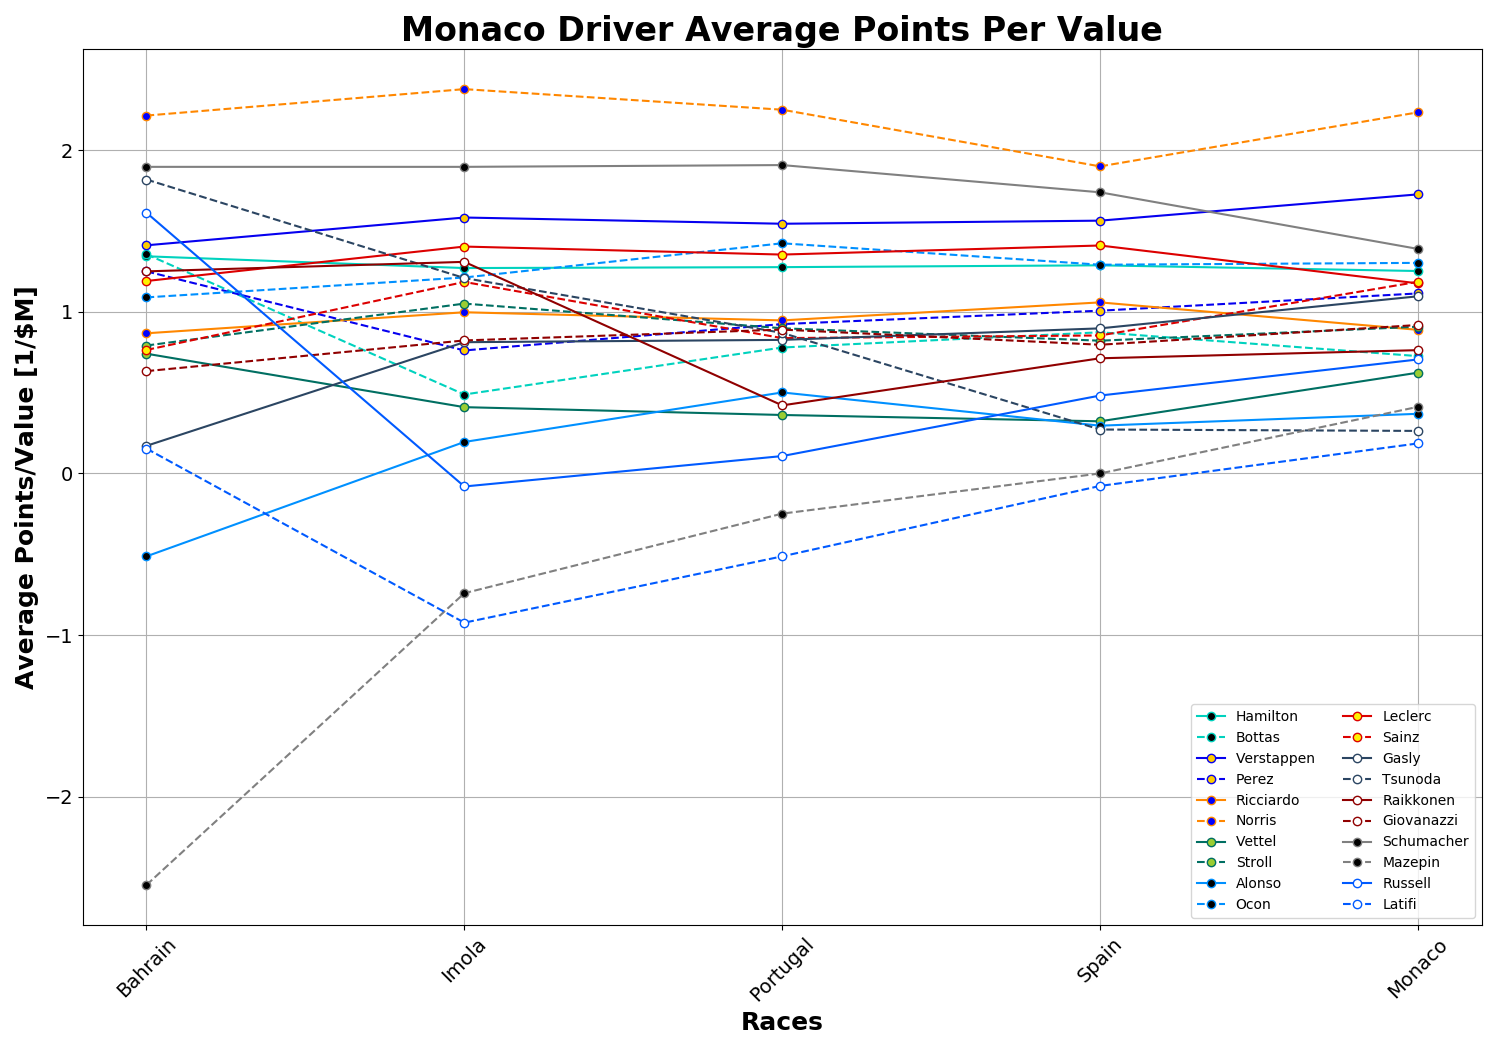 Monaco Driver Average Points Per Value
Average Points/Value [1/$M]
2
1
0
−1
−2
Hamilton
Bottas
Verstappen
Perez
Ricciardo
Norris
Vettel
Stroll
Alonso
Ocon
Leclerc
Sainz
Gasly
Tsunoda
Raikkonen
Giovanazzi
Schumacher
Mazepin
Russell
Latifi
Bahrain
Imola
Portugal
Spain
Monaco
Races